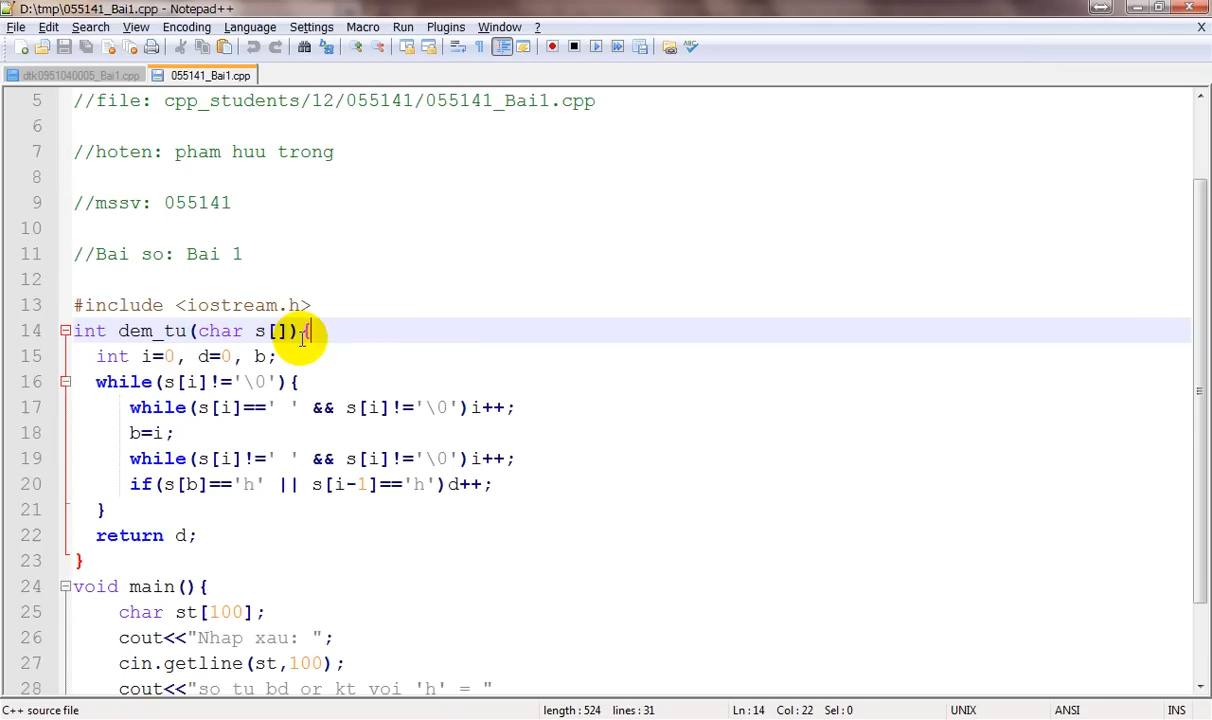 D:\tmp\055141_Bai1.cpp - Notepad++
File Edit Search View Encoding Language Settings Macro Run Plugins Window ? X
dtk0951040005_Bai1.cpp 055141_Bai1.cpp
5 //file: cpp_students/12/055141/055141_Bai1.cpp
6
7 //hoten: pham huu trong
8
9 //mssv: 055141
10
11 //Bai so: Bai 1
12
13 #include <iostream.h>
14 int dem_tu(char s[]){
15 int i=0, d=0, b;
16 while(s[i]!='\0'){
17 while(s[i]==' ' && s[i]!='\0')i++;
18 b=i;
19 while(s[i]!=' ' && s[i]!='\0')i++;
20 if(s[b]=='h' || s[i-1]=='h')d++;
21 }
22 return d;
23 }
24 void main(){
25 char st[100];
26 cout<<"Nhap xau: ";
27 cin.getline(st,100);
28 cout<<"so tu bd or kt voi 'h' = "
C++ source file length : 524 lines : 31 Ln : 14 Col : 22 Sel : 0 UNIX ANSI INS